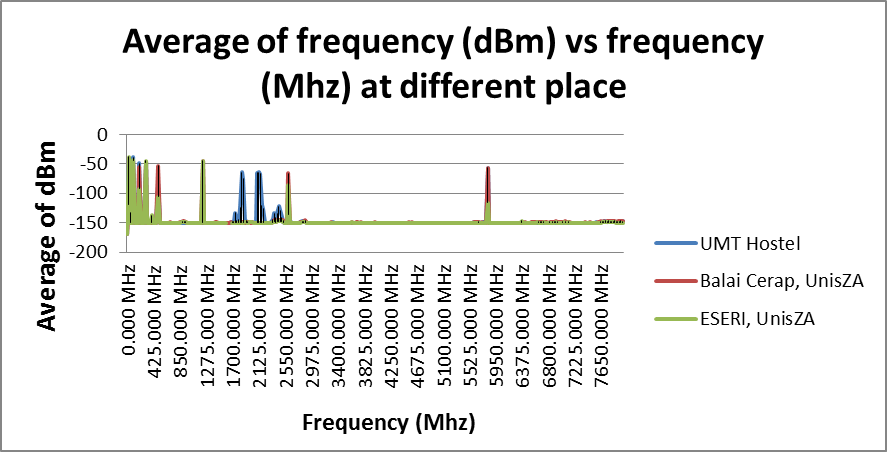 Average of frequency (dBm) vs frequency
(Mhz) at different place
Average of dBm
0
-50
-100
-150
-200
0.000 MHz
425.000 MHz
850.000 MHz
1275.000 MHz
1700.000 MHz
2125.000 MHz
2550.000 MHz
2975.000 MHz
3400.000 MHz
3825.000 MHz
4250.000 MHz
4675.000 MHz
5100.000 MHz
5525.000 MHz
5950.000 MHz
6375.000 MHz
6800.000 MHz
7225.000 MHz
7650.000 MHz
Frequency (Mhz)
UMT Hostel
Balai Cerap, UnisZA
ESERI, UnisZA